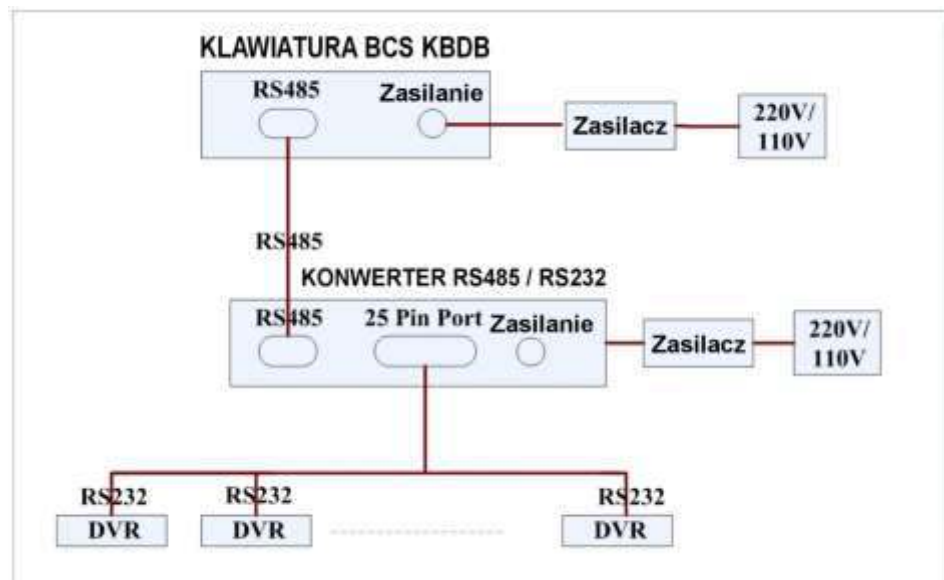 KLAWIATURA BCS KBDB
RS485
Zasilanie
Zasilacz
220V/
110V
RS485
KONWERTER RS485 / RS232
RS485
25 Pin Port
Zasilanie
Zasilacz
220V/
110V
RS232
RS232
RS232
DVR
DVR
DVR